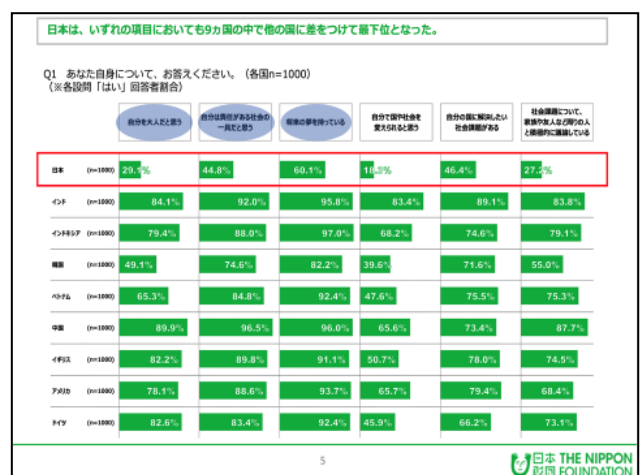 日本は、いずれの項目においても9ヵ国の中で他の国に差をつけて最下位となった。
Q1 あなた自身について、お答えください。（各国n=1000）
（※各設問「はい」回答者割合）
自分を大人だと思う
自分は責任がある社会の
一員だと思う
将来の夢を持っている
自分で国や社会を
変えられると思う
自分の国に解決したい
社会課題がある
社会課題について、
家族や友人など周りの人
と積極的に議論している
日本 (n=1000) 29.1% 44.8% 60.1% 18.3% 46.4% 27.2%
インド (n=1000) 84.1% 92.0% 95.8% 83.4% 89.1% 83.8%
インドネシア (n=1000) 79.4% 88.0% 97.0% 68.2% 74.6% 79.1%
韓国 (n=1000) 49.1% 74.6% 82.2% 39.6% 71.6% 55.0%
ベトナム (n=1000) 65.3% 84.8% 92.4% 47.6% 75.5% 75.3%
中国 (n=1000) 89.9% 96.5% 96.0% 65.6% 73.4% 87.7%
イギリス (n=1000) 82.2% 89.8% 91.1% 50.7% 78.0% 74.5%
アメリカ (n=1000) 78.1% 88.6% 93.7% 65.7% 79.4% 68.4%
ドイツ (n=1000) 82.6% 83.4% 92.4% 45.9% 66.2% 73.1%
5
日本 THE NIPPON
財団 FOUNDATION